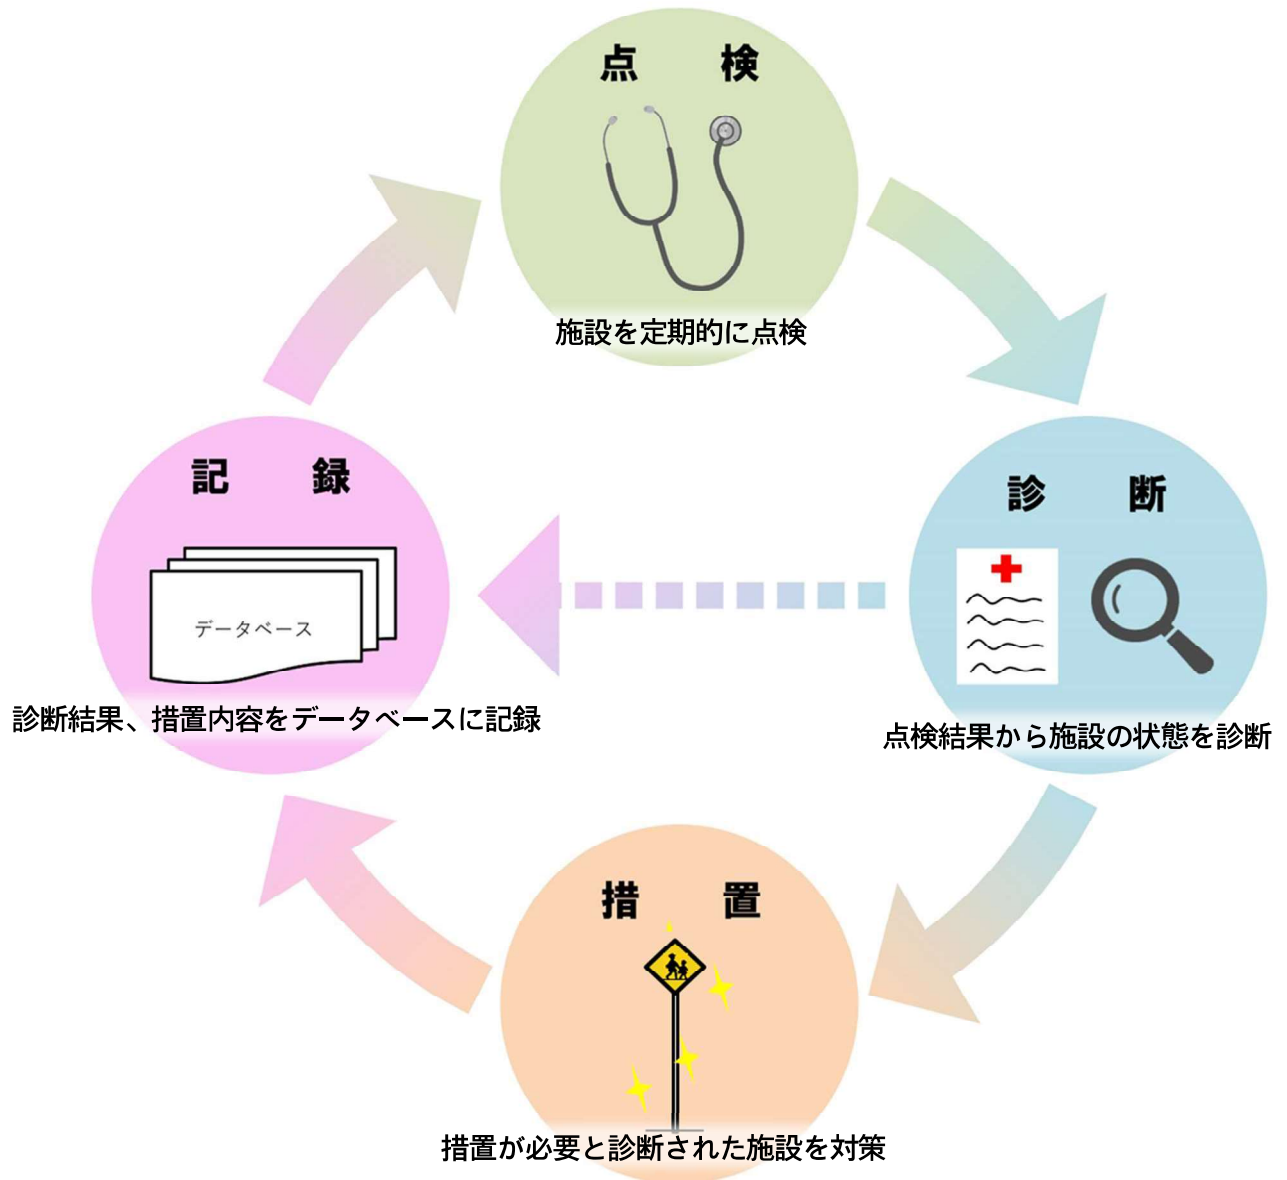 点　検
施設を定期的に点検
診　断
点検結果から施設の状態を診断
措　置
措置が必要と診断された施設を対策
記　録
データベース
診断結果、措置内容をデータベースに記録